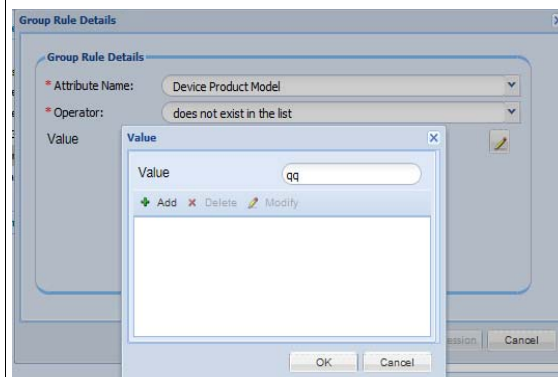 Group Rule Details
Group Rule Details
* Attribute Name: Device Product Model
* Operator: does not exist in the list
Value
Value
Value qq
Add Delete Modify
OK Cancel
Cancel